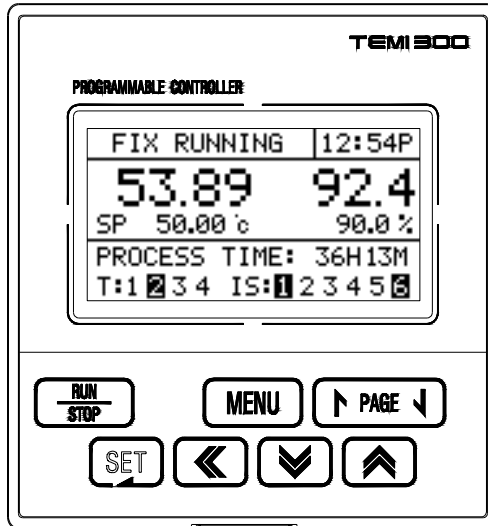 TEMI300
PROGRAMMABLE CONTROLLER
FIX RUNNING 12:54P
53.89 92.4
SP 50.00 °c 90.0 %
PROCESS TIME: 36H13M
T:1 2 3 4 IS:1 2 3 4 5 6
RUN
STOP
MENU
PAGE
SET